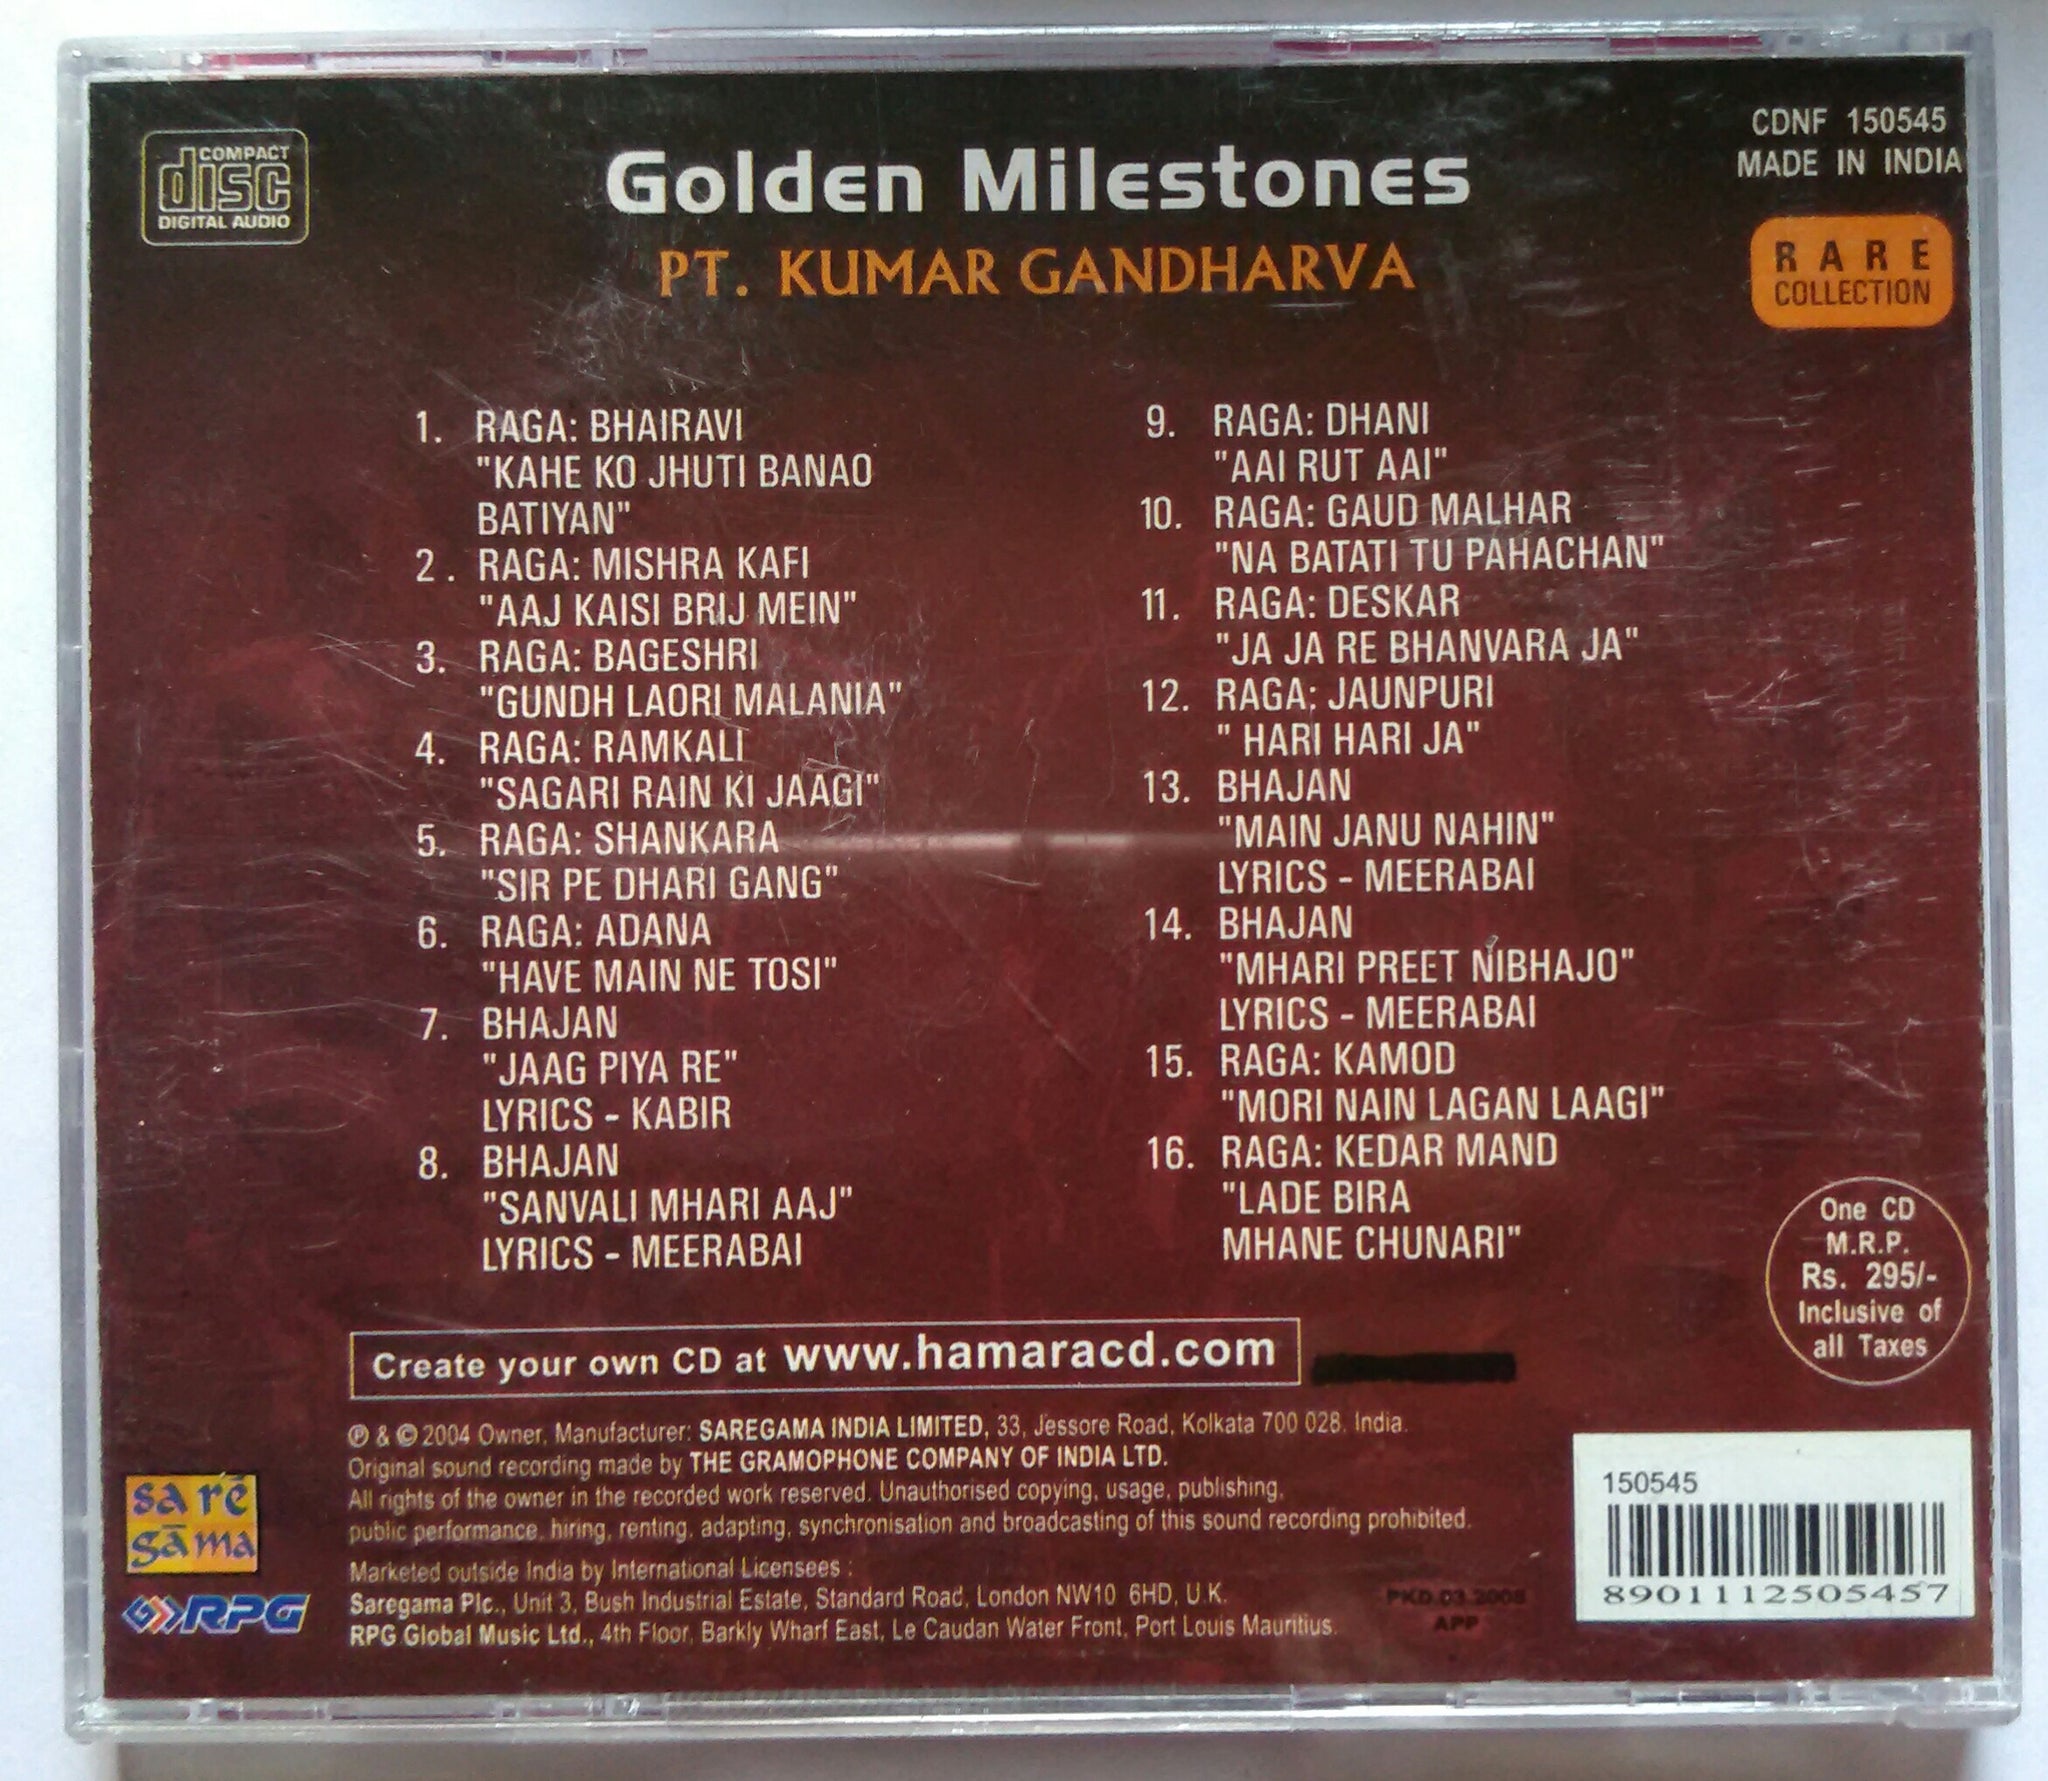 COMPACT
disc
DIGITAL AUDIO
Golden Milestones
PT. KUMAR GANDHARVA
CDNF 150545
MADE IN INDIA
RARE
COLLECTION
1. RAGA: BHAIRAVI
"KAHE KO JHUTI BANAO
BATIYAN"
2. RAGA: MISHRA KAFI
"AAJ KAISI BRIJ MEIN"
3. RAGA: BAGESHRI
"GUNDH LAORI MALANIA"
4. RAGA: RAMKALI
"SAGARI RAIN KI JAAGI"
5. RAGA: SHANKARA
"SIR PE DHARI GANG"
6. RAGA: ADANA
"HAVE MAIN NE TOSI"
7. BHAJAN
"JAAG PIYA RE"
LYRICS - KABIR
8. BHAJAN
"SANVALI MHARI AAJ"
LYRICS - MEERABAI
9. RAGA: DHANI
"AAI RUT AAI"
10. RAGA: GAUD MALHAR
"NA BATATI TU PAHACHAN"
11. RAGA: DESKAR
"JA JA RE BHANVARA JA"
12. RAGA: JAUNPURI
" HARI HARI JA"
13. BHAJAN
"MAIN JANU NAHIN"
LYRICS - MEERABAI
14. BHAJAN
"MHARI PREET NIBHAJO"
LYRICS - MEERABAI
15. RAGA: KAMOD
"MORI NAIN LAGAN LAAGI"
16. RAGA: KEDAR MAND
"LADE BIRA
MHANE CHUNARI"
One CD
M.R.P.
Rs. 295/-
Inclusive of
all Taxes
Create your own CD at www.hamaracd.com
℗ & © 2004 Owner, Manufacturer: SAREGAMA INDIA LIMITED, 33, Jessore Road, Kolkata 700 028, India.
Original sound recording made by THE GRAMOPHONE COMPANY OF INDIA LTD.
All rights of the owner in the recorded work reserved. Unauthorised copying, usage, publishing,
public performance, hiring, renting, adapting, synchronisation and broadcasting of this sound recording prohibited.
Marketed outside India by International Licensees :
Saregama Plc., Unit 3, Bush Industrial Estate, Standard Road, London NW10 6HD, U.K.
RPG Global Music Ltd., 4th Floor, Barkly Wharf East, Le Caudan Water Front, Port Louis Mauritius.
sa rē
gāma
RPG
PKD.03.2008
APP
150545
8901112505457